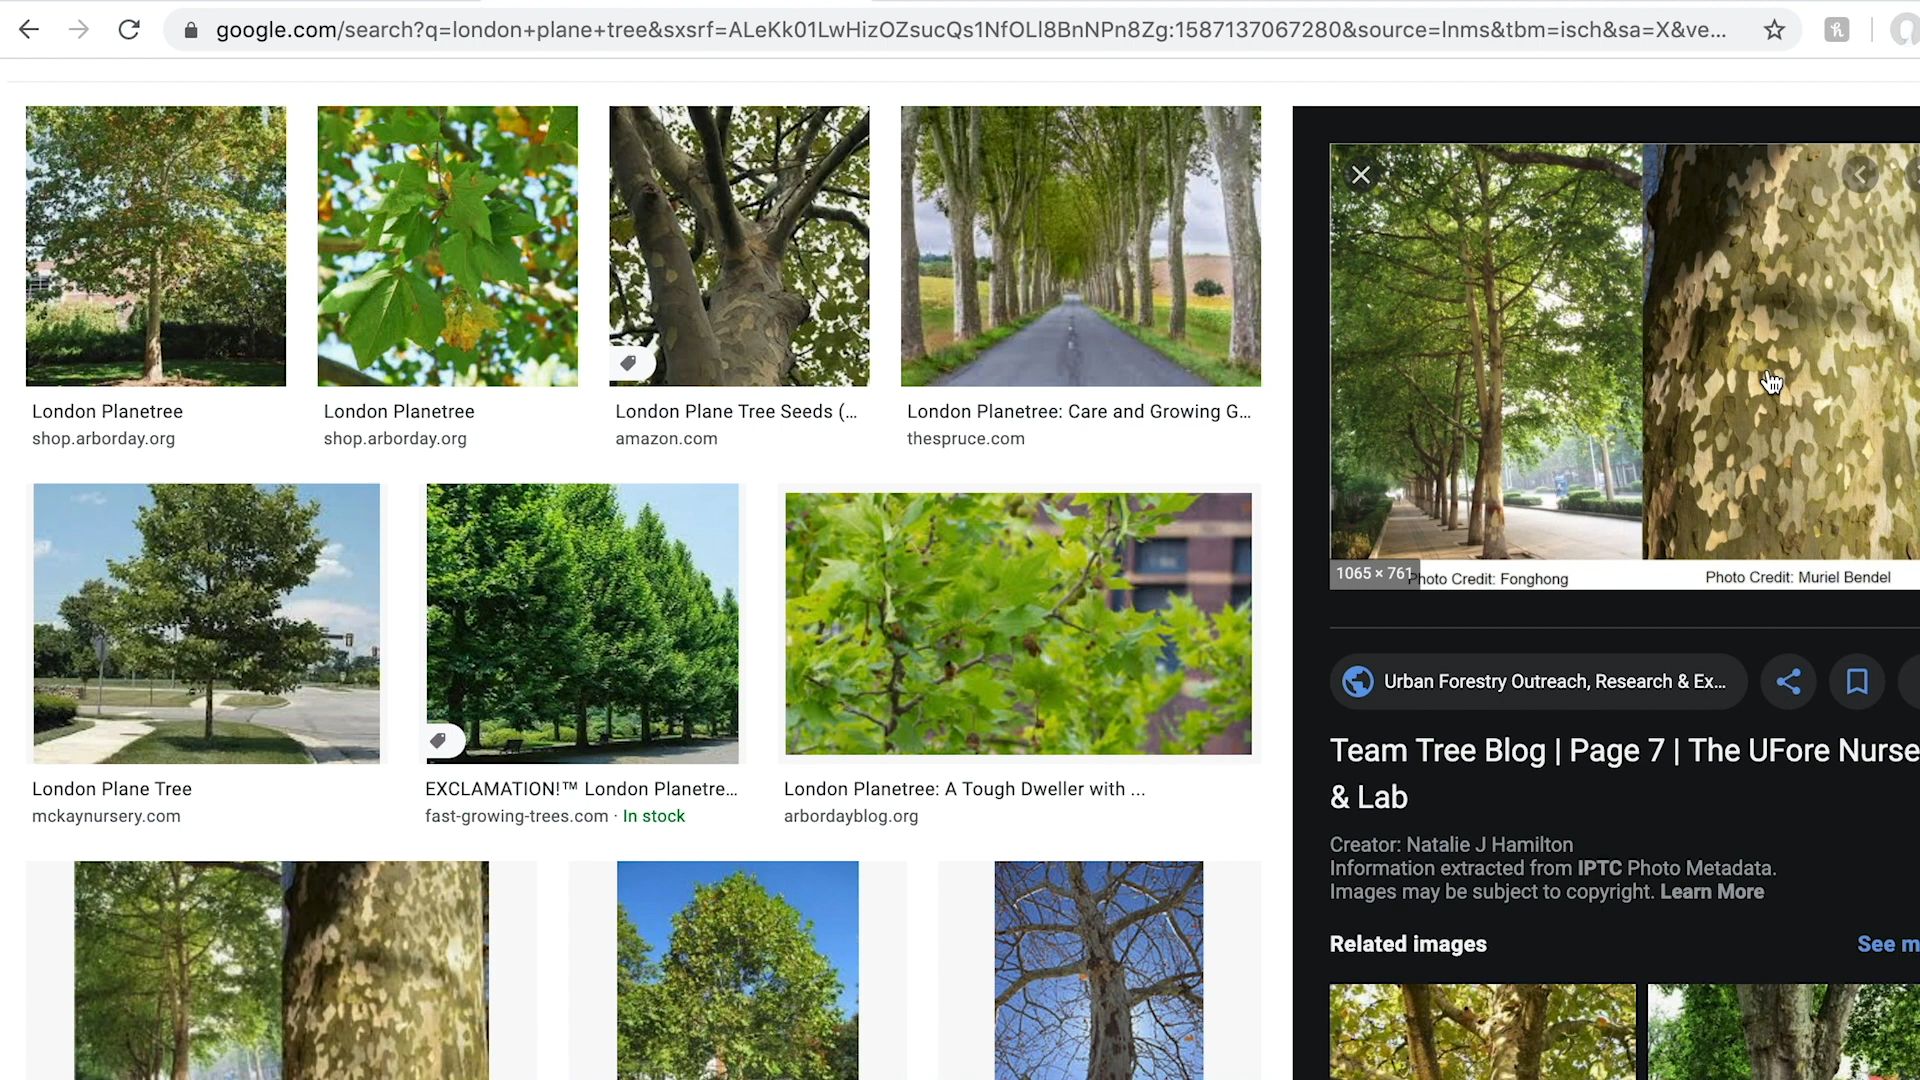 google.com/search?q=london+plane+tree&sxsrf=ALeKk01LwHizOZsucQs1NfOLl8BnNPn8Zg:1587137067280&source=lnms&tbm=isch&sa=X&ve...
London Planetree
shop.arborday.org
London Planetree
shop.arborday.org
London Plane Tree Seeds (...
amazon.com
London Planetree: Care and Growing G...
thespruce.com
London Plane Tree
mckaynursery.com
EXCLAMATION!™ London Planetre...
fast-growing-trees.com · In stock
London Planetree: A Tough Dweller with ...
arbordayblog.org
1065 × 761
Photo Credit: Fonghong
Photo Credit: Muriel Bendel
Urban Forestry Outreach, Research & Ex...
Team Tree Blog | Page 7 | The UFore Nurse
& Lab
Creator: Natalie J Hamilton
Information extracted from IPTC Photo Metadata.
Images may be subject to copyright. Learn More
Related images
See m